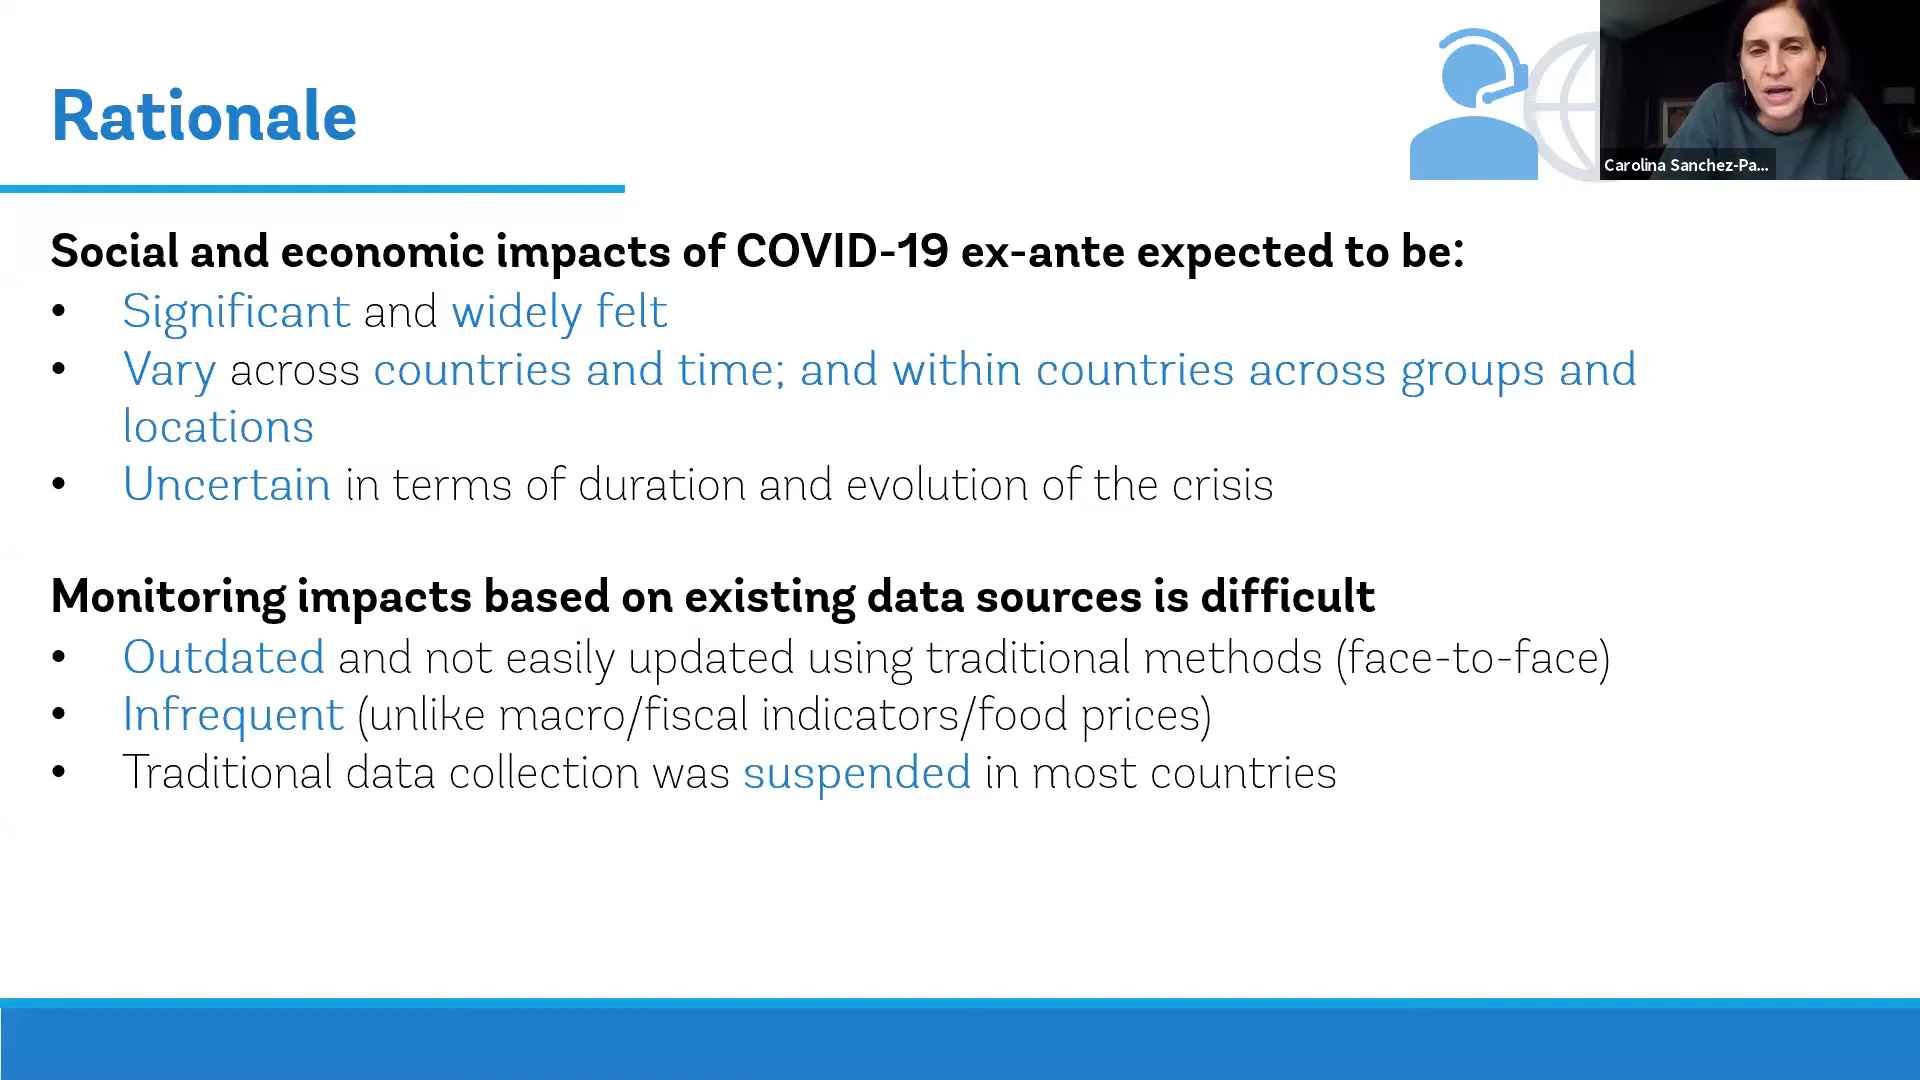 Rationale
Carolina Sanchez-Pa...
Social and economic impacts of COVID-19 ex-ante expected to be:
• Significant and widely felt
• Vary across countries and time; and within countries across groups and
locations
• Uncertain in terms of duration and evolution of the crisis
Monitoring impacts based on existing data sources is difficult
• Outdated and not easily updated using traditional methods (face-to-face)
• Infrequent (unlike macro/fiscal indicators/food prices)
• Traditional data collection was suspended in most countries